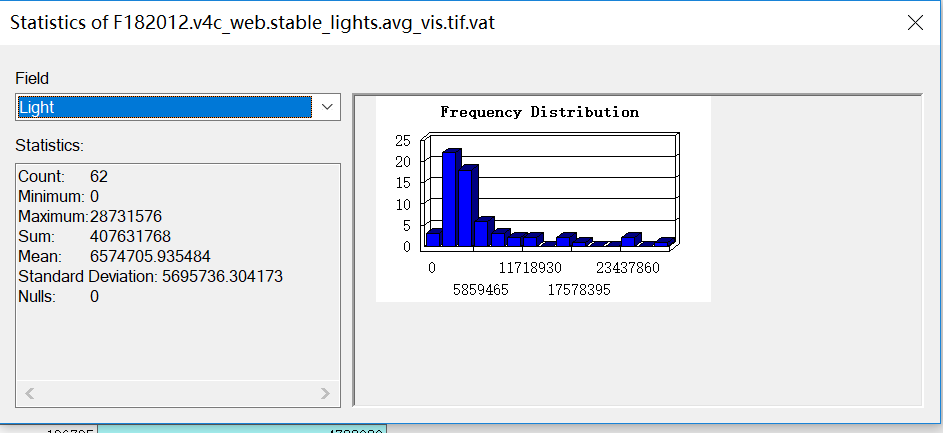 Statistics of F182012.v4c_web.stable_lights.avg_vis.tif.vat
Field
Light
Statistics:
Count: 62
Minimum: 0
Maximum:28731576
Sum: 407631768
Mean: 6574705.935484
Standard Deviation: 5695736.304173
Nulls: 0
Frequency Distribution
25
20
15
10
5
0
0 11718930 23437860
5859465 17578395